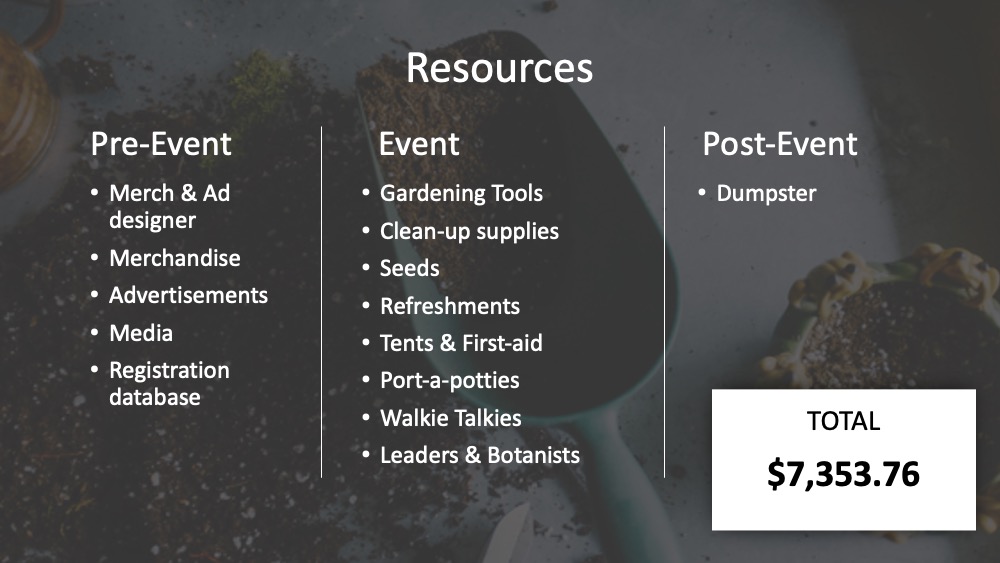 Resources
Pre-Event
• Merch & Ad
designer
• Merchandise
• Advertisements
• Media
• Registration
database
Event
• Gardening Tools
• Clean-up supplies
• Seeds
• Refreshments
• Tents & First-aid
• Port-a-potties
• Walkie Talkies
• Leaders & Botanists
Post-Event
• Dumpster
TOTAL
$7,353.76